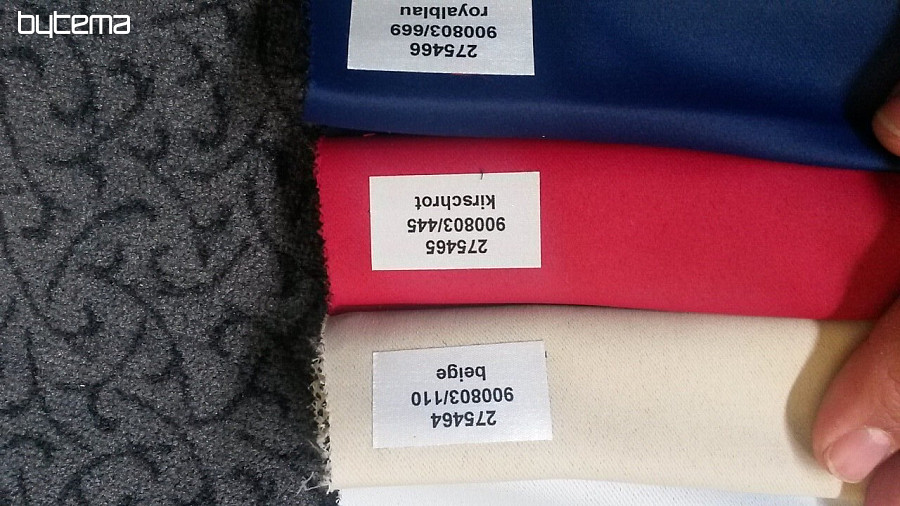 bytema
275466
900803/669
royalblau
275465
900803/445
kirschrot
275464
900803/110
beige